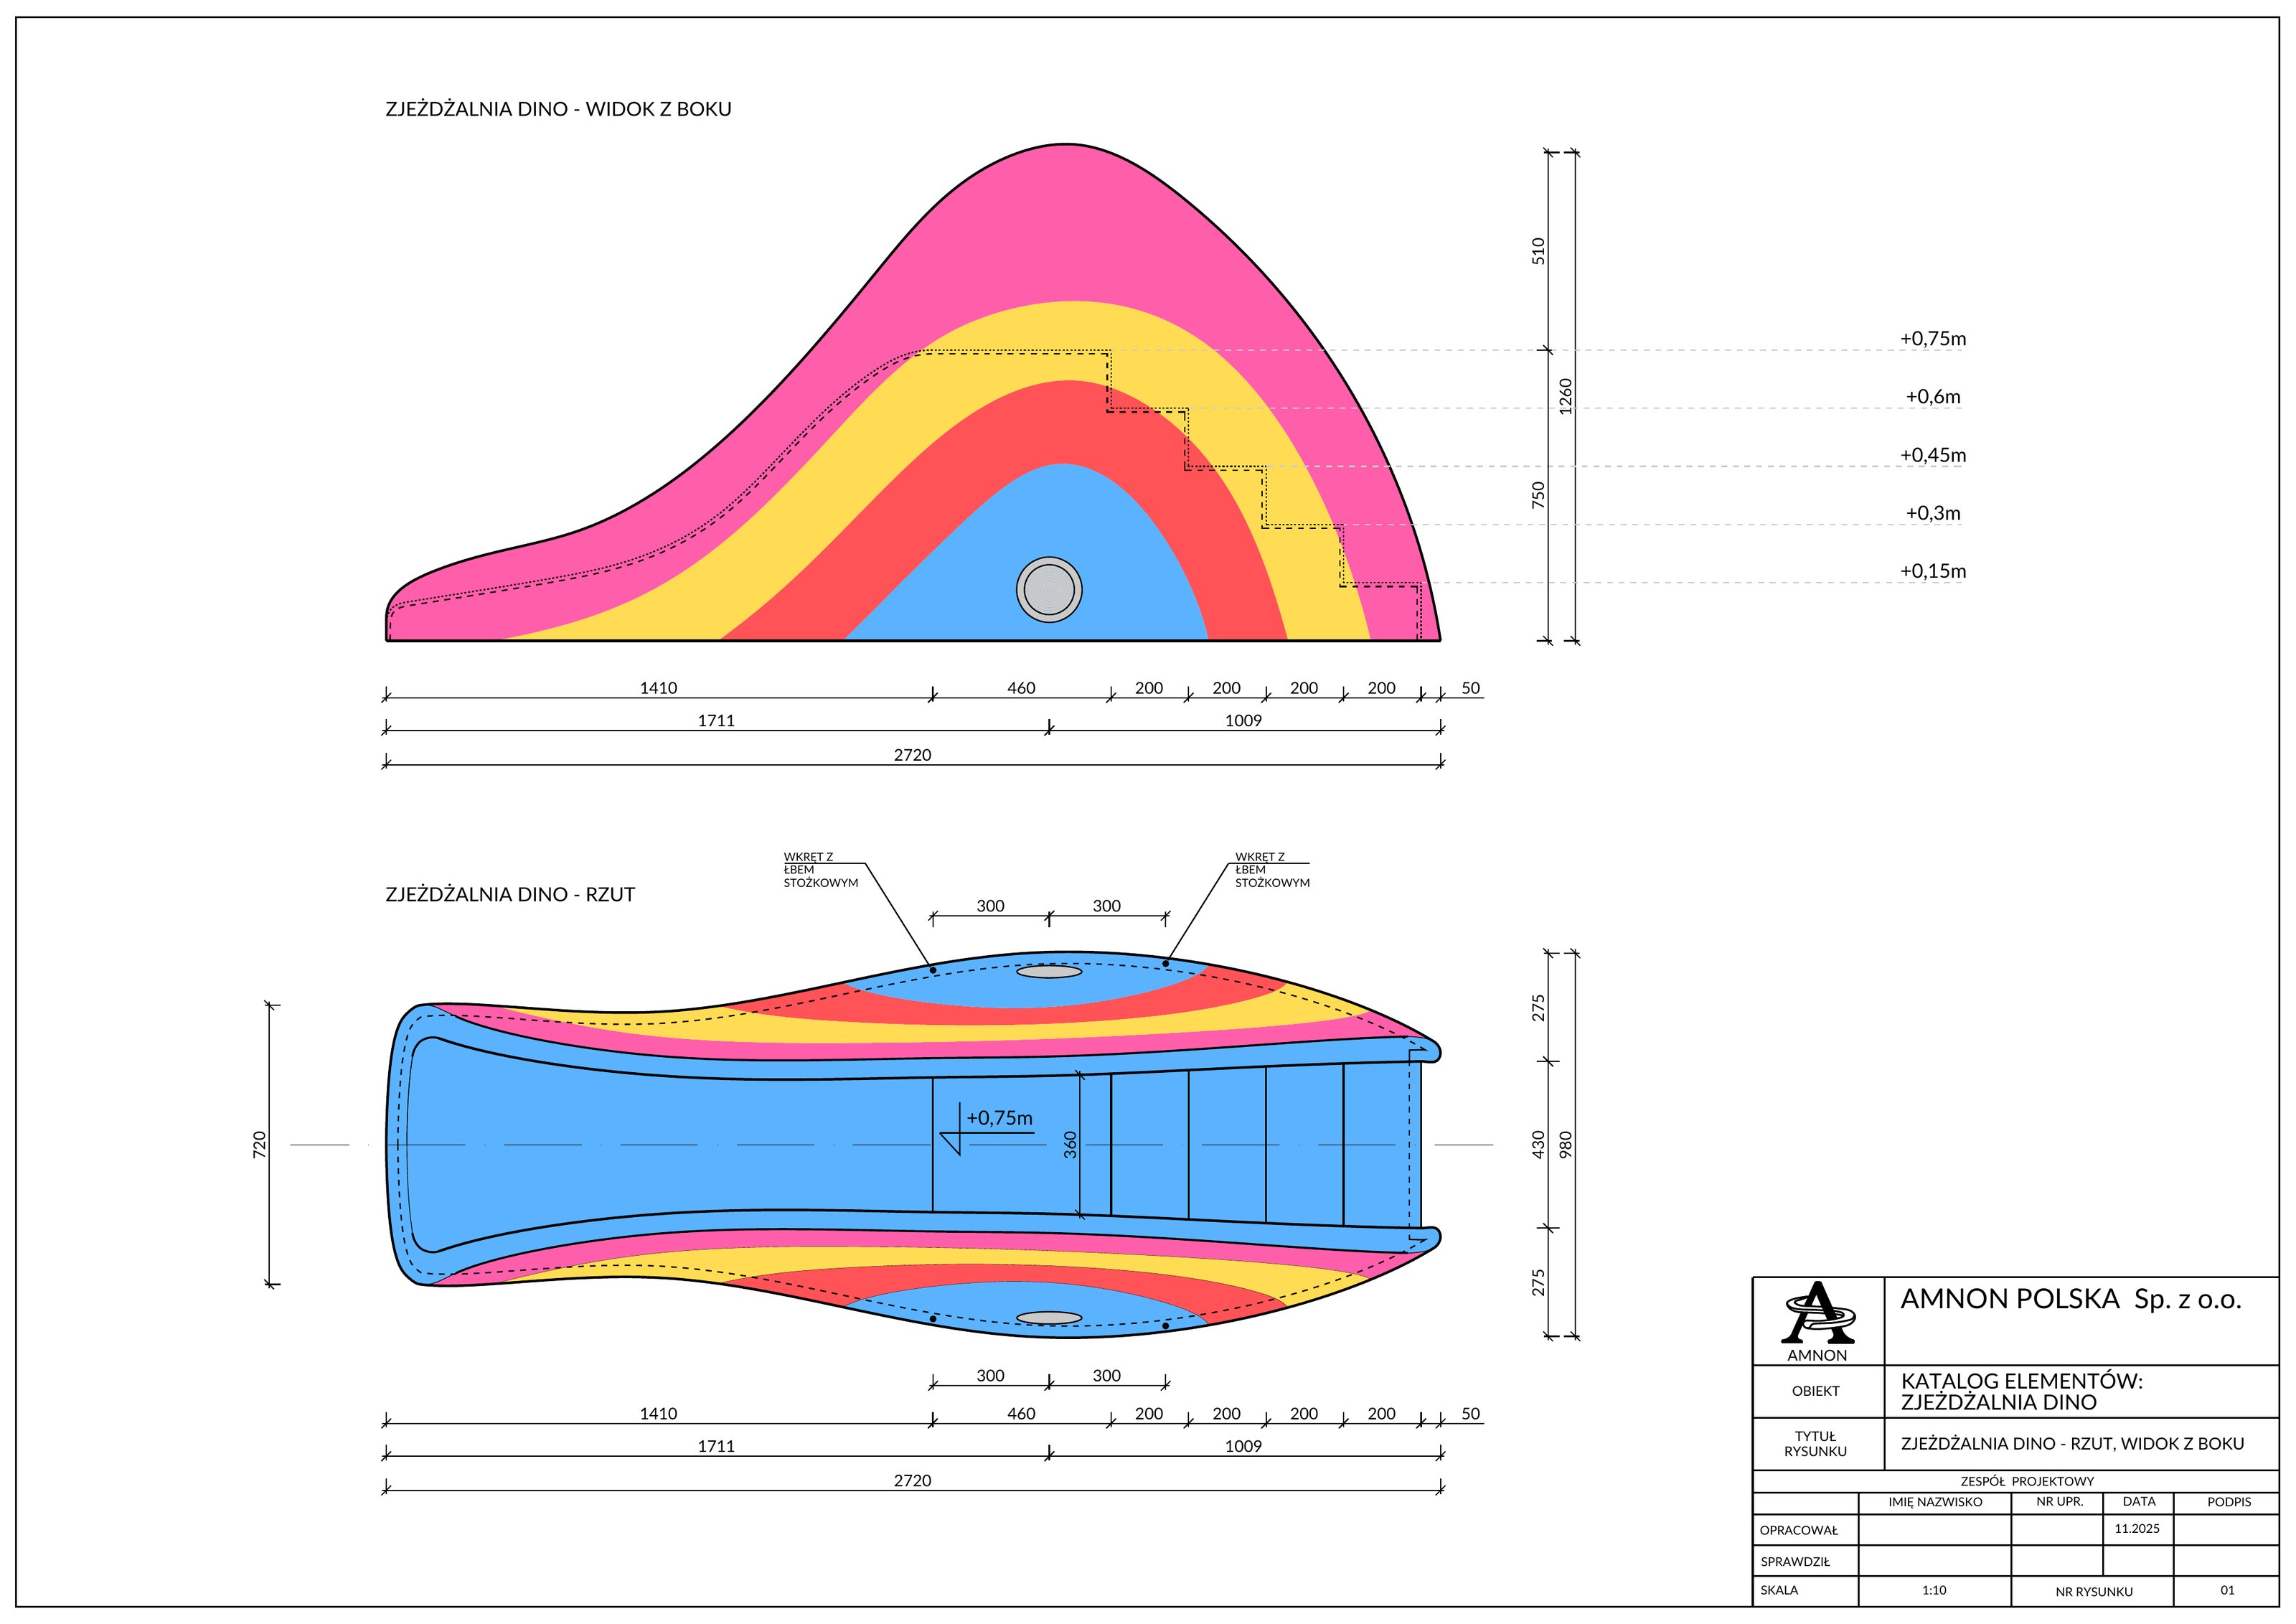 ZJEŻDŻALNIA DINO - WIDOK Z BOKU
510
+0,75m
1260
+0,6m
+0,45m
750
+0,3m
+0,15m
1410 460 200 200 200 200 50
1711 1009
2720
WKRĘT Z
ŁBEM
STOŻKOWYM
WKRĘT Z
ŁBEM
STOŻKOWYM
ZJEŻDŻALNIA DINO - RZUT
300 300
275
+0,75m
720
360
430
980
275
300 300
1410 460 200 200 200 200 50
1711 1009
2720
AMNON
AMNON POLSKA Sp. z o.o.
OBIEKT
KATALOG ELEMENTÓW:
ZJEŻDŻALNIA DINO
TYTUŁ
RYSUNKU
ZJEŻDŻALNIA DINO - RZUT, WIDOK Z BOKU
ZESPÓŁ PROJEKTOWY
IMIĘ NAZWISKO NR UPR. DATA PODPIS
OPRACOWAŁ 11.2025
SPRAWDZIŁ
SKALA 1:10 NR RYSUNKU 01